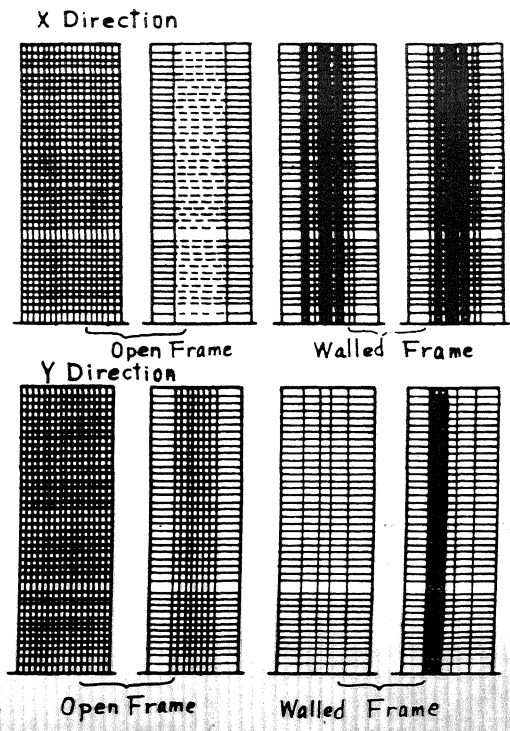 X Direction
Open Frame
Walled Frame
Y Direction
Open Frame
Walled Frame